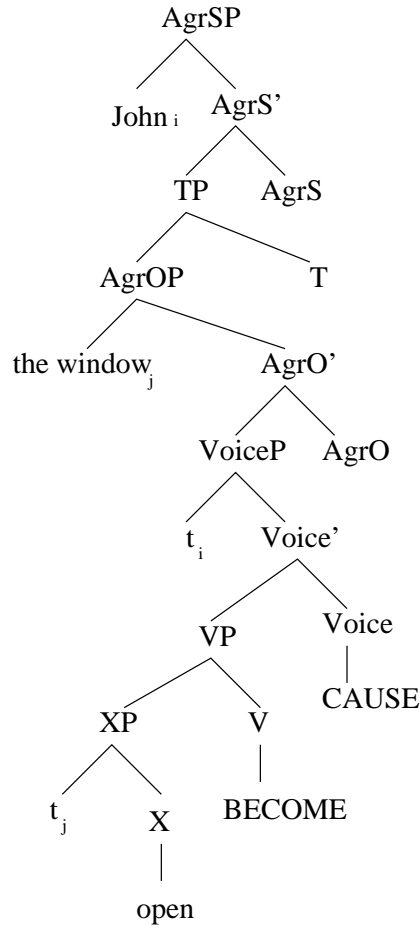 AgrSP
John i AgrS’
TP AgrS
AgrOP T
the window j AgrO’
VoiceP AgrO
t i Voice’
VP Voice
CAUSE
XP V
t j X BECOME
open